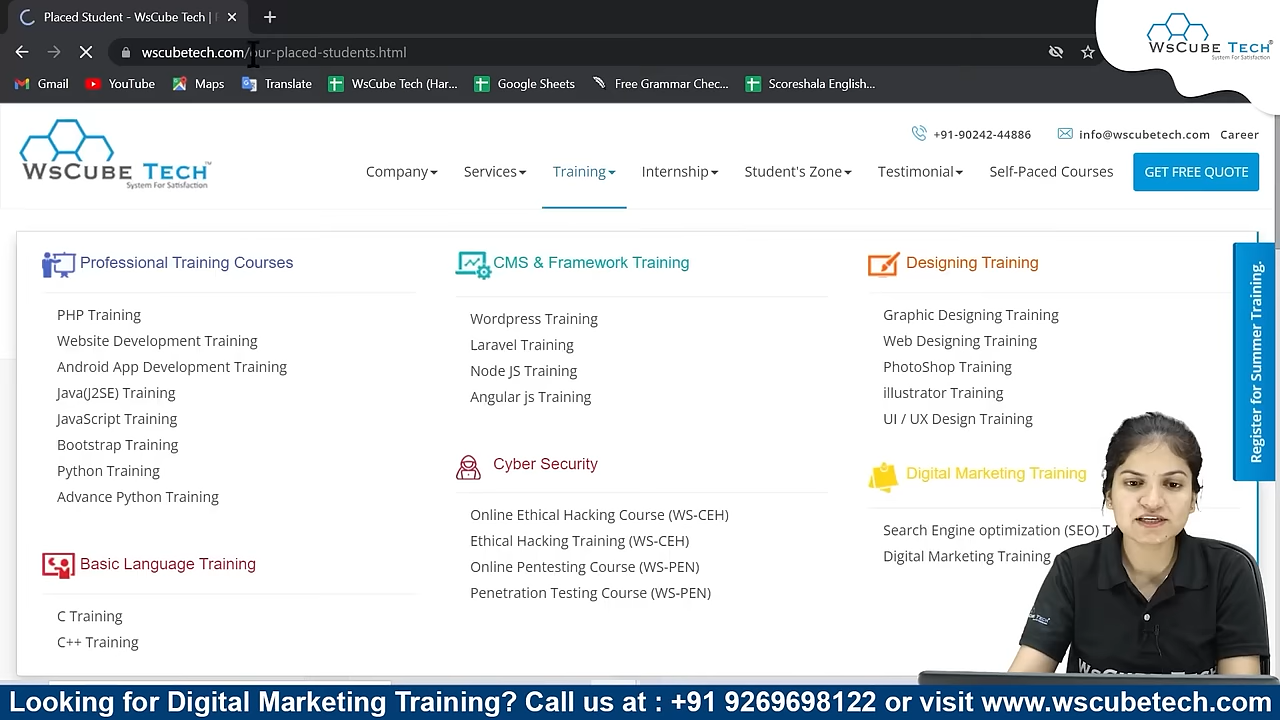 Placed Student - WsCube Tech |
wscubetech.com/our-placed-students.html
WsCube Tech
System For Satisfaction
Gmail YouTube Maps Translate WsCube Tech (Har... Google Sheets Free Grammar Chec... Scoreshala English...
WsCube Tech™
System For Satisfaction
+91-90242-44886 info@wscubetech.com Career
Company Services Training Internship Student's Zone Testimonial Self-Paced Courses GET FREE QUOTE
Professional Training Courses
PHP Training
Website Development Training
Android App Development Training
Java(J2SE) Training
JavaScript Training
Bootstrap Training
Python Training
Advance Python Training
Basic Language Training
C Training
C++ Training
CMS & Framework Training
Wordpress Training
Laravel Training
Node JS Training
Angular js Training
Cyber Security
Online Ethical Hacking Course (WS-CEH)
Ethical Hacking Training (WS-CEH)
Online Pentesting Course (WS-PEN)
Penetration Testing Course (WS-PEN)
Designing Training
Graphic Designing Training
Web Designing Training
PhotoShop Training
illustrator Training
UI / UX Design Training
Digital Marketing Training
Search Engine optimization (SEO)
Digital Marketing Training
Register for Summer Training.
WsCube Tech
Looking for Digital Marketing Training? Call us at : +91 9269698122 or visit www.wscubetech.com